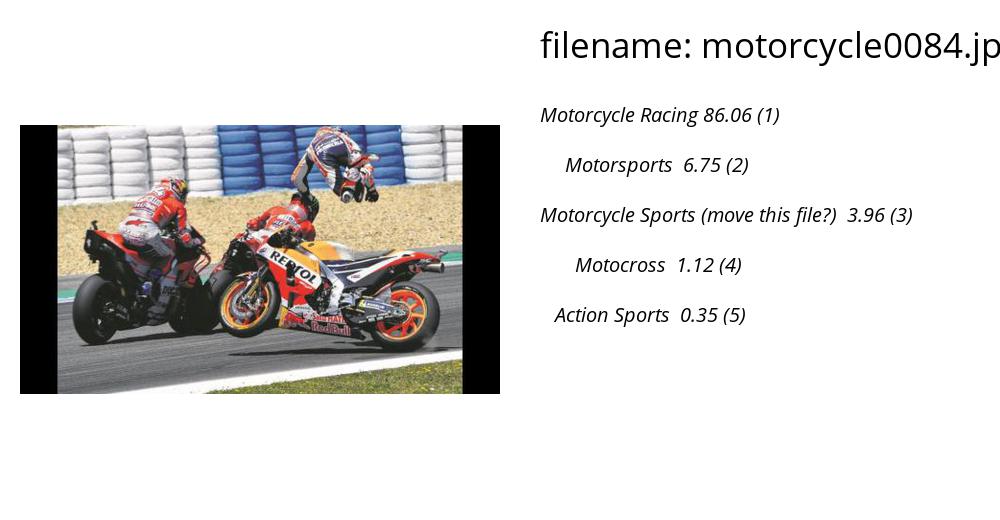 filename: motorcycle0084.jp
Motorcycle Racing 86.06 (1)
Motorsports 6.75 (2)
Motorcycle Sports (move this file?) 3.96 (3)
Motocross 1.12 (4)
Action Sports 0.35 (5)
REPSOL
Red Bull